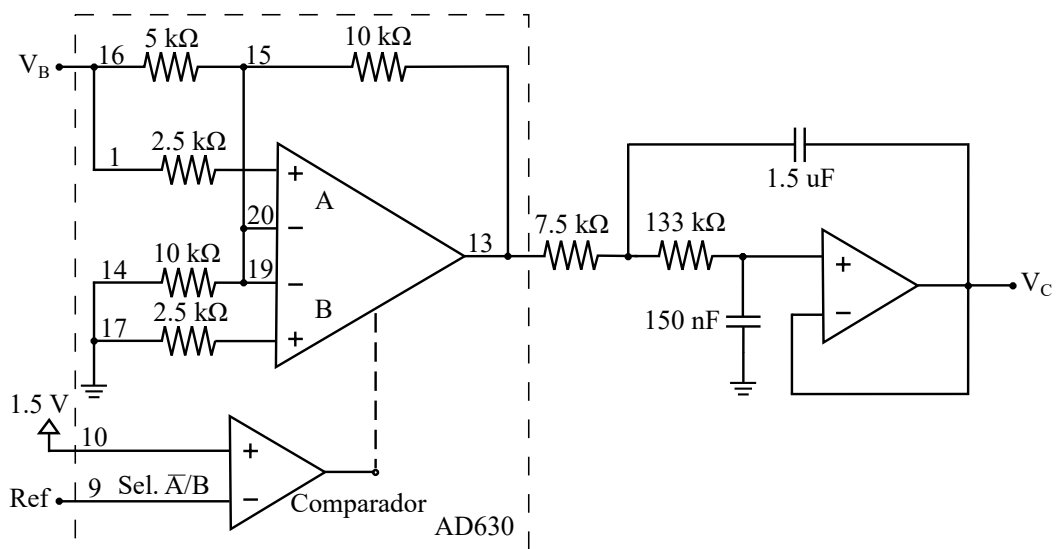 5 kΩ
10 kΩ
V_B
16
15
2.5 kΩ
1
+
A
1.5 uF
20
−
7.5 kΩ
133 kΩ
13
10 kΩ
14
19
−
+
V_C
2.5 kΩ
B
17
+
150 nF
−
1.5 V
10
+
Ref
9
Sel. A̅/B
−
Comparador
AD630